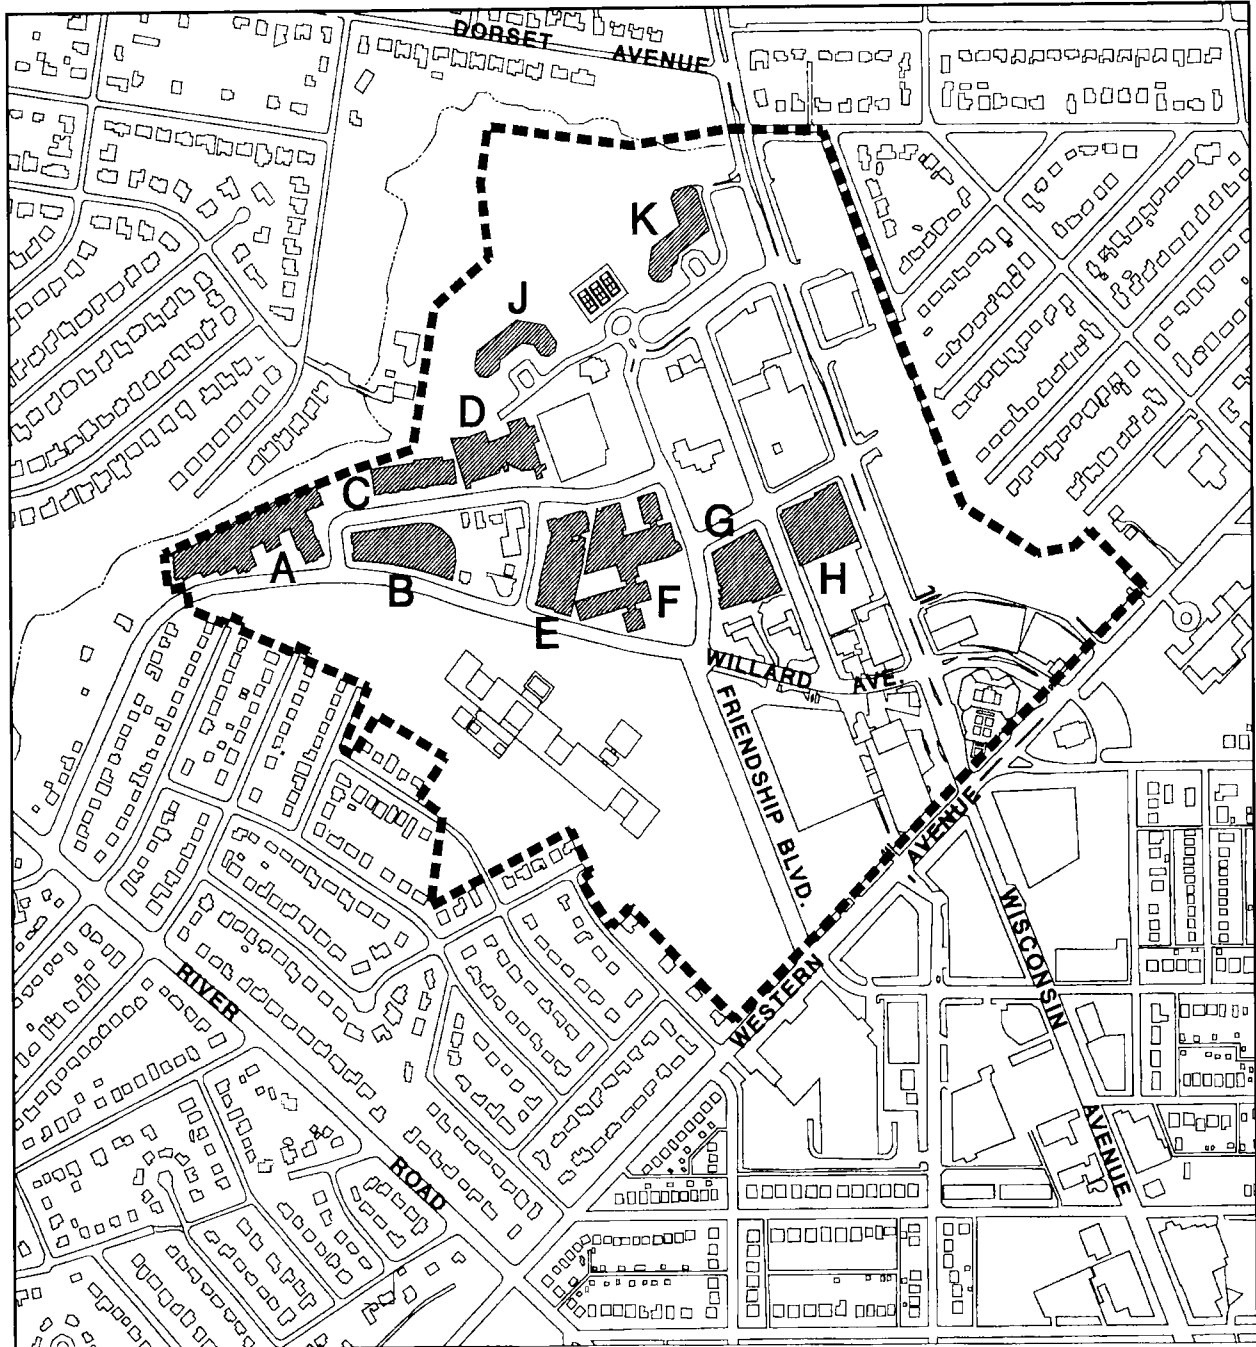 DORSET AVENUE
K
J
D
C
G
H
A
B
E
F
WILLARD AVE.
FRIENDSHIP BLVD.
WESTERN AVENUE
WISCONSIN AVENUE
RIVER ROAD